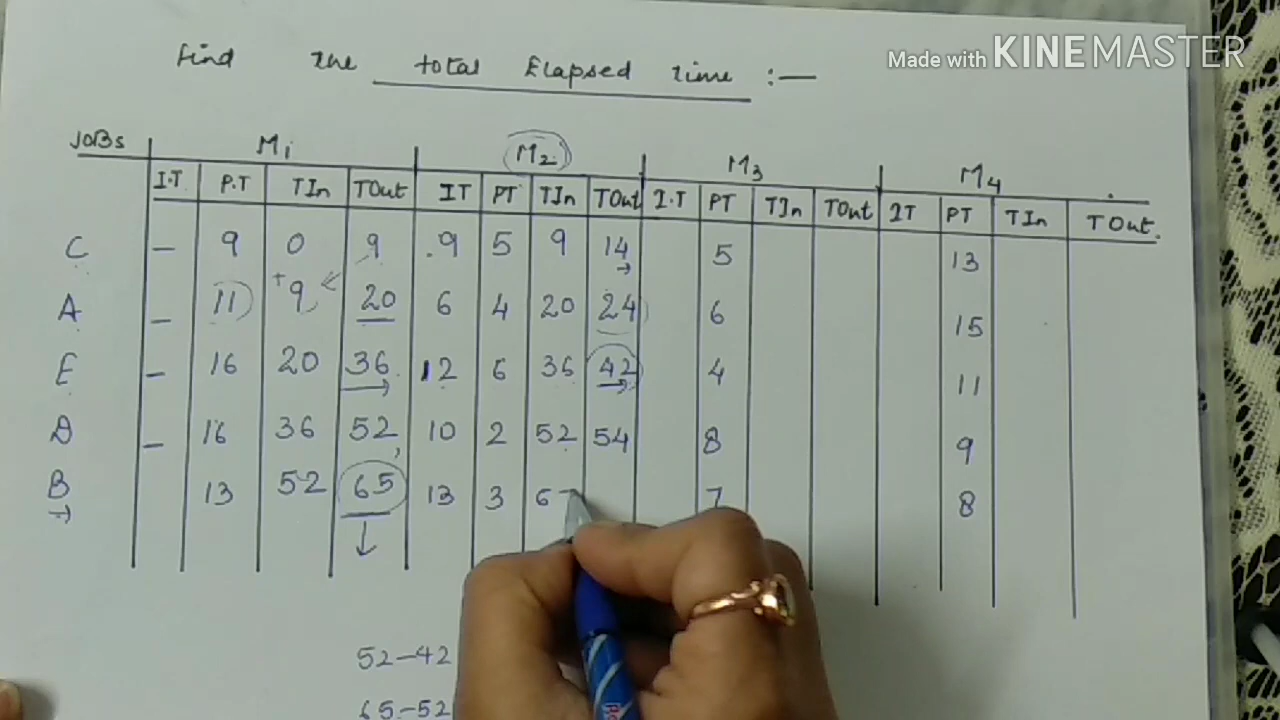 Made with KINEMASTER
Find the total Elapsed time :—
JOBs M1 M2 M3 M4
I.T P.T TIn TOut IT PT TIn TOut I.T PT TIn TOut IT PT TIn TOut.
C – 9 0 9 .9 5 9 14 5 13
A – 11 +9 20 6 4 20 24 6 15
E – 16 20 36 12 6 36 42 4 11
D – 16 36 52 10 2 52 54 8 9
B 13 52 65 13 3 6 7 8
52–42
65–52